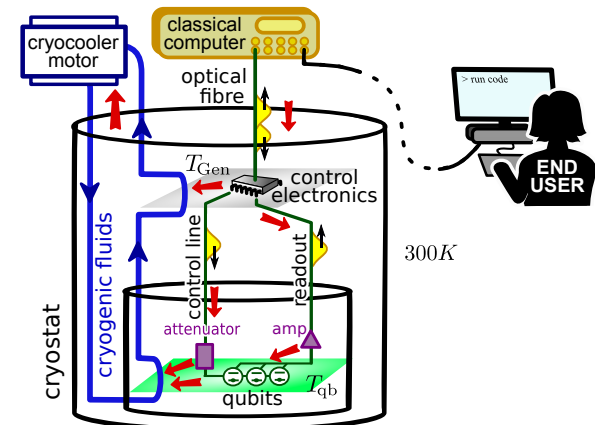 classical
computer
cryocooler
motor
optical
fibre
> run code
END
USER
T_Gen
control
electronics
300K
control line
readout
cryogenic fluids
cryostat
attenuator
amp
T_qb
qubits